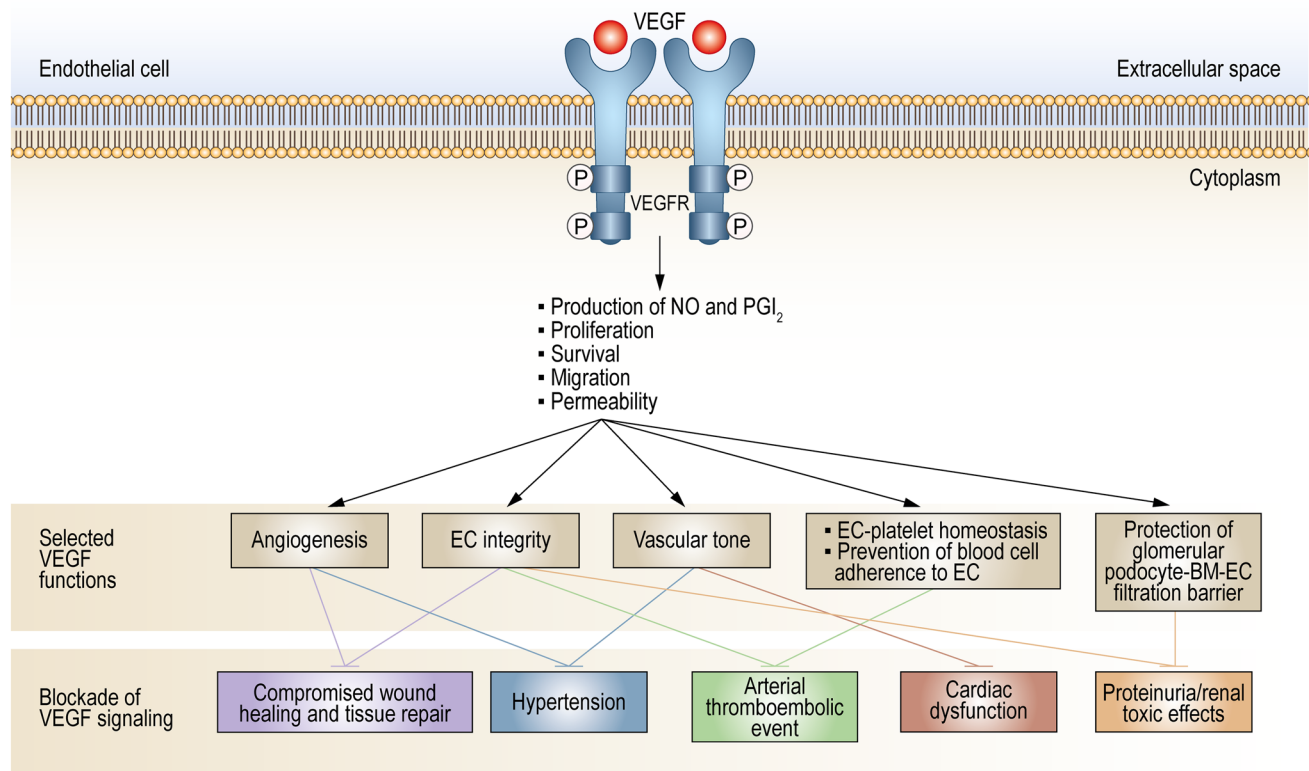 VEGF
Endothelial cell
Extracellular space
Cytoplasm
P
P
VEGFR
P
P
▪ Production of NO and PGI₂
▪ Proliferation
▪ Survival
▪ Migration
▪ Permeability
Selected
VEGF
functions
Angiogenesis
EC integrity
Vascular tone
▪ EC-platelet homeostasis
▪ Prevention of blood cell
adherence to EC
Protection of
glomerular
podocyte-BM-EC
filtration barrier
Blockade of
VEGF signaling
Compromised wound
healing and tissue repair
Hypertension
Arterial
thromboembolic
event
Cardiac
dysfunction
Proteinuria/renal
toxic effects